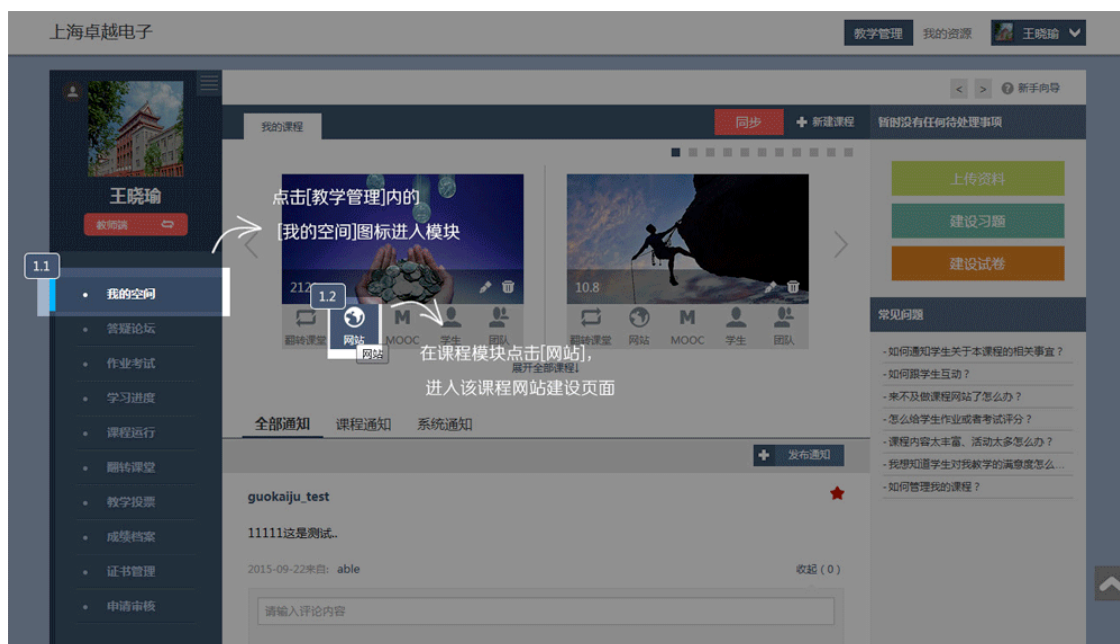 上海卓越电子
教学管理 我的资源 王晓瑜
< > 新手向导
王晓瑜
教师端
1.1
我的空间
答疑论坛
作业考试
学习进度
课程运行
翻转课堂
教学投票
成绩档案
证书管理
申请审核
我的课程 同步 新建课程
点击[教学管理]内的
[我的空间]图标进入模块
212
1.2
翻转课堂 网站 MOOC 学生 团队
网站
10.8
翻转课堂 网站 MOOC 学生 团队
在课程模块点击[网站],
进入该课程网站建设页面
展开全部课程↓
全部通知 课程通知 系统通知
发布通知
guokaiju_test
11111这是测试..
2015-09-22来自: able 收起 ( 0 )
请输入评论内容
暂时没有任何待处理事项
上传资料
建设习题
建设试卷
常见问题
-如何通知学生关于本课程的相关事宜？
-如何跟学生互动？
-来不及做课程网站了怎么办？
-怎么给学生作业或者考试评分？
-课程内容太丰富、活动太多怎么办？
-我想知道学生对我教学的满意度怎么...
-如何管理我的课程？